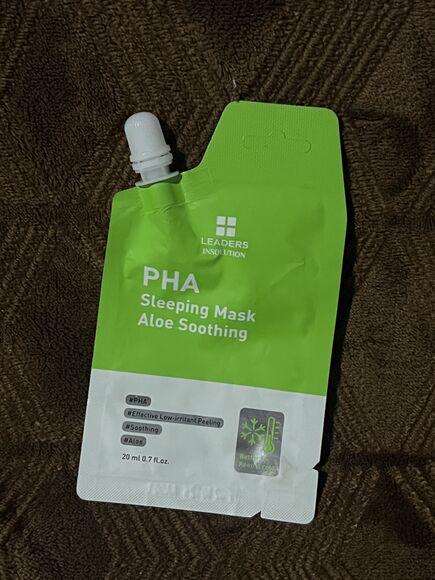 LEADERS
INSOLUTION
PHA
Sleeping Mask
Aloe Soothing
#PHA
#Effective Low-irritant Peeling
#Soothing
#Aloe
20 ml 0.7 fl.oz.